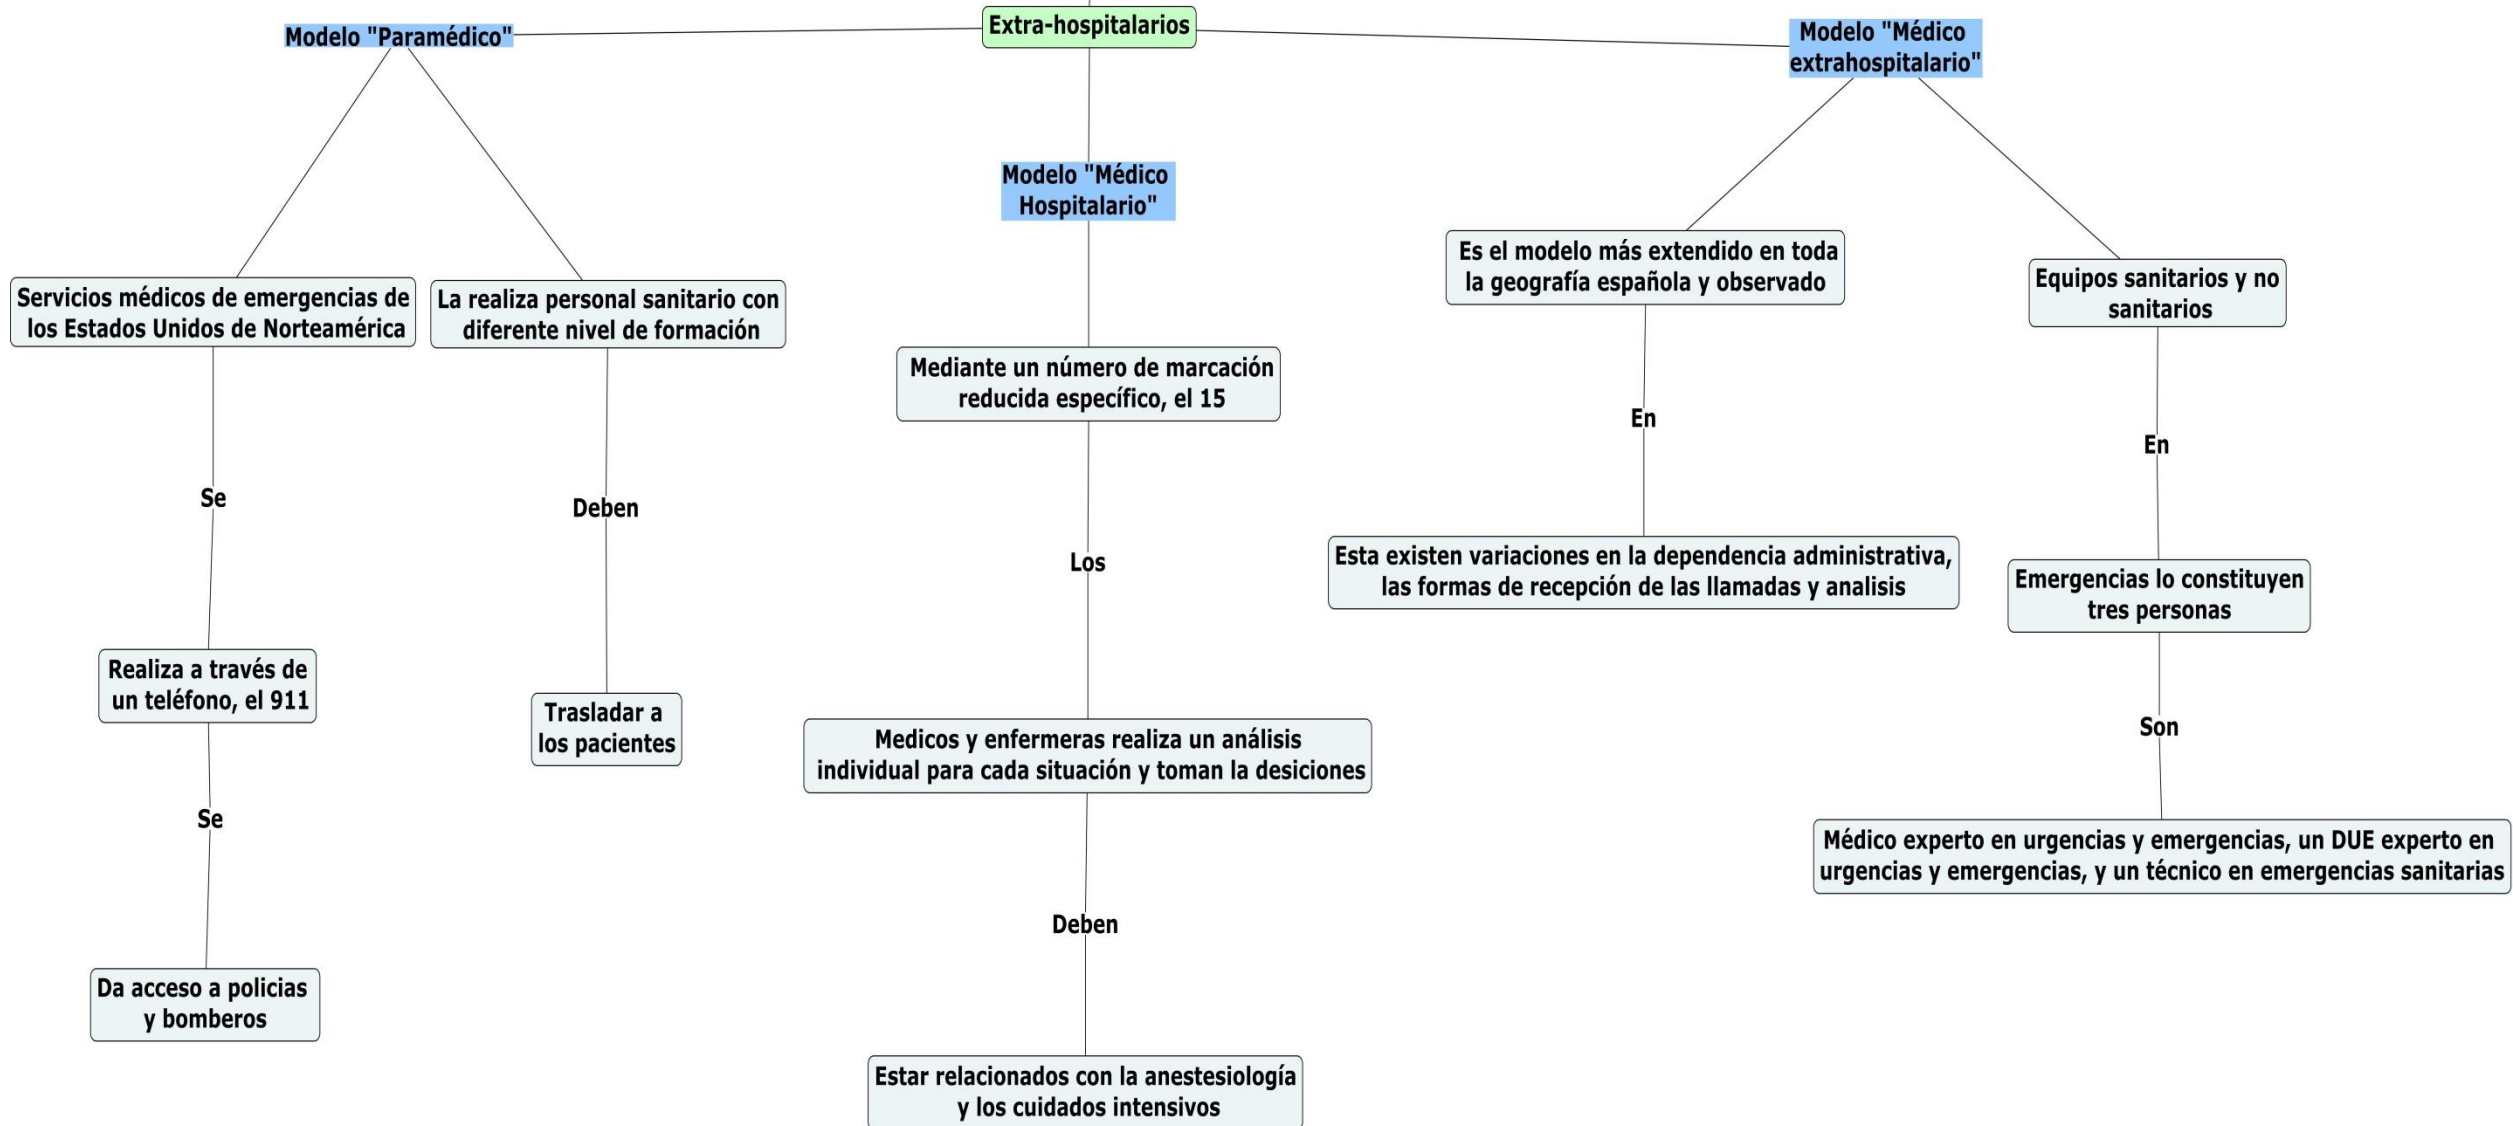 Extra-hospitalarios
Modelo "Paramédico"
Servicios médicos de emergencias de
los Estados Unidos de Norteamérica
Se
Realiza a través de
un teléfono, el 911
Se
Da acceso a policias
y bomberos
La realiza personal sanitario con
diferente nivel de formación
Deben
Trasladar a
los pacientes
Modelo "Médico
Hospitalario"
Mediante un número de marcación
reducida específico, el 15
Los
Medicos y enfermeras realiza un análisis
individual para cada situación y toman la desiciones
Deben
Estar relacionados con la anestesiología
y los cuidados intensivos
Modelo "Médico
extrahospitalario"
Es el modelo más extendido en toda
la geografía española y observado
En
Esta existen variaciones en la dependencia administrativa,
las formas de recepción de las llamadas y analisis
Equipos sanitarios y no
sanitarios
En
Emergencias lo constituyen
tres personas
Son
Médico experto en urgencias y emergencias, un DUE experto en
urgencias y emergencias, y un técnico en emergencias sanitarias